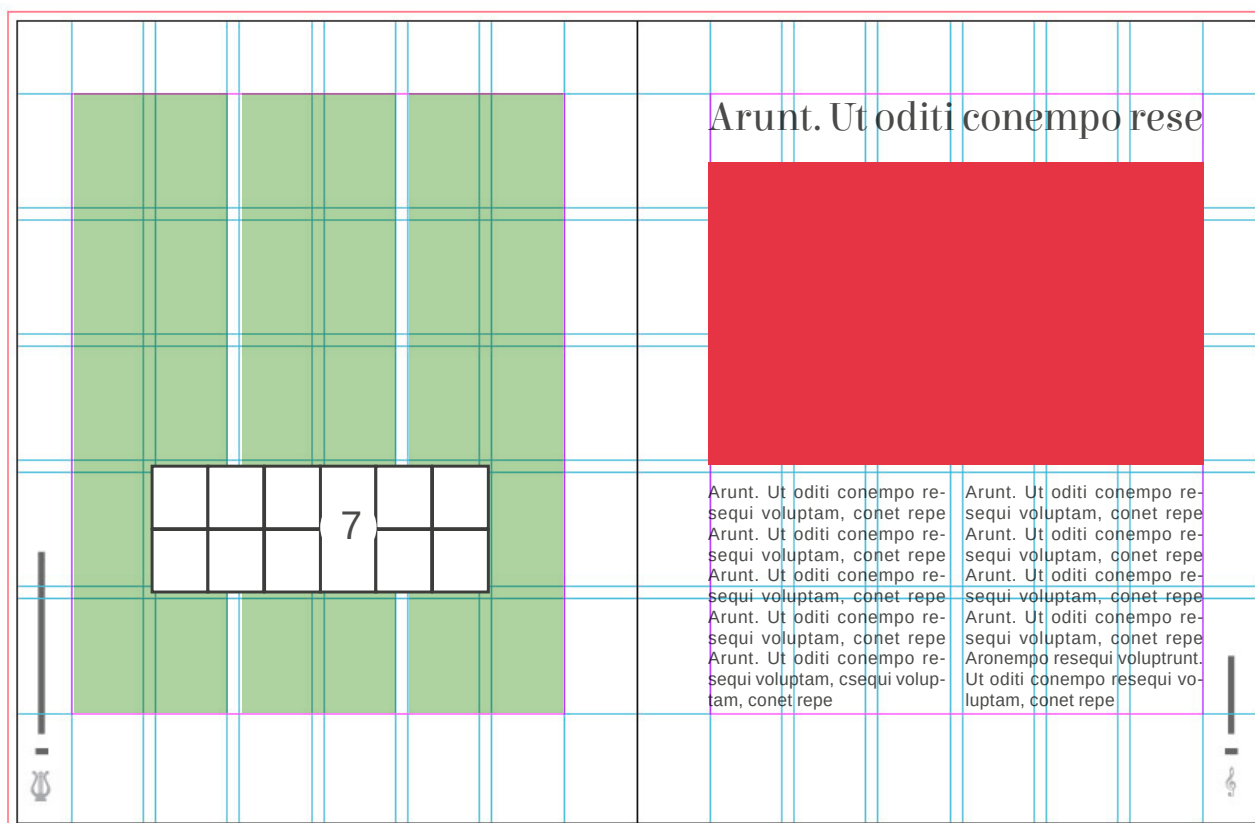 7
Arunt. Ut oditi conempo rese
Arunt. Ut oditi conempo re-
sequi voluptam, conet repe
Arunt. Ut oditi conempo re-
sequi voluptam, conet repe
Arunt. Ut oditi conempo re-
sequi voluptam, conet repe
Arunt. Ut oditi conempo re-
sequi voluptam, conet repe
Arunt. Ut oditi conempo re-
sequi voluptam, csequi volup-
tam, conet repe
Arunt. Ut oditi conempo re-
sequi voluptam, conet repe
Arunt. Ut oditi conempo re-
sequi voluptam, conet repe
Arunt. Ut oditi conempo re-
sequi voluptam, conet repe
Arunt. Ut oditi conempo re-
sequi voluptam, conet repe
Aronempo resequi voluptrunt.
Ut oditi conempo resequi vo-
luptam, conet repe